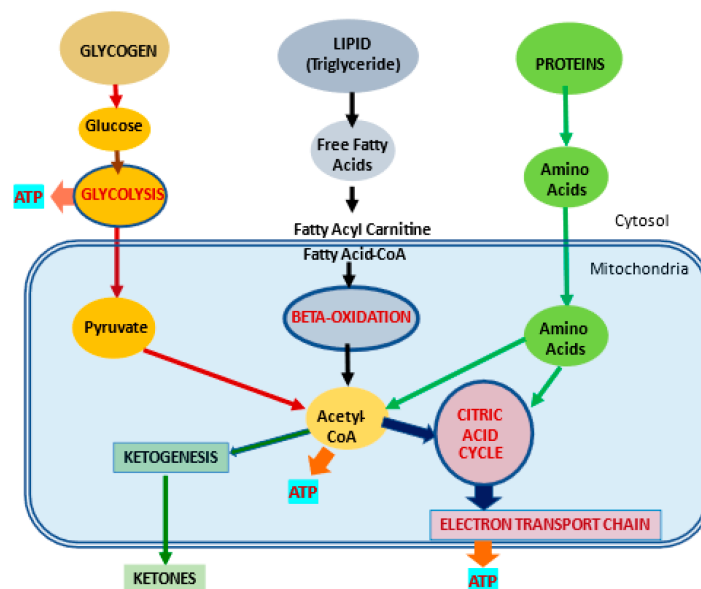 GLYCOGEN
LIPID
(Triglyceride)
PROTEINS
Glucose
Free Fatty
Acids
Amino
Acids
GLYCOLYSIS
ATP
Cytosol
Fatty Acyl Carnitine
Fatty Acid-CoA
Mitochondria
Pyruvate
BETA-OXIDATION
Amino
Acids
Acetyl-
CoA
CITRIC
ACID
CYCLE
KETOGENESIS
ATP
ELECTRON TRANSPORT CHAIN
KETONES
ATP